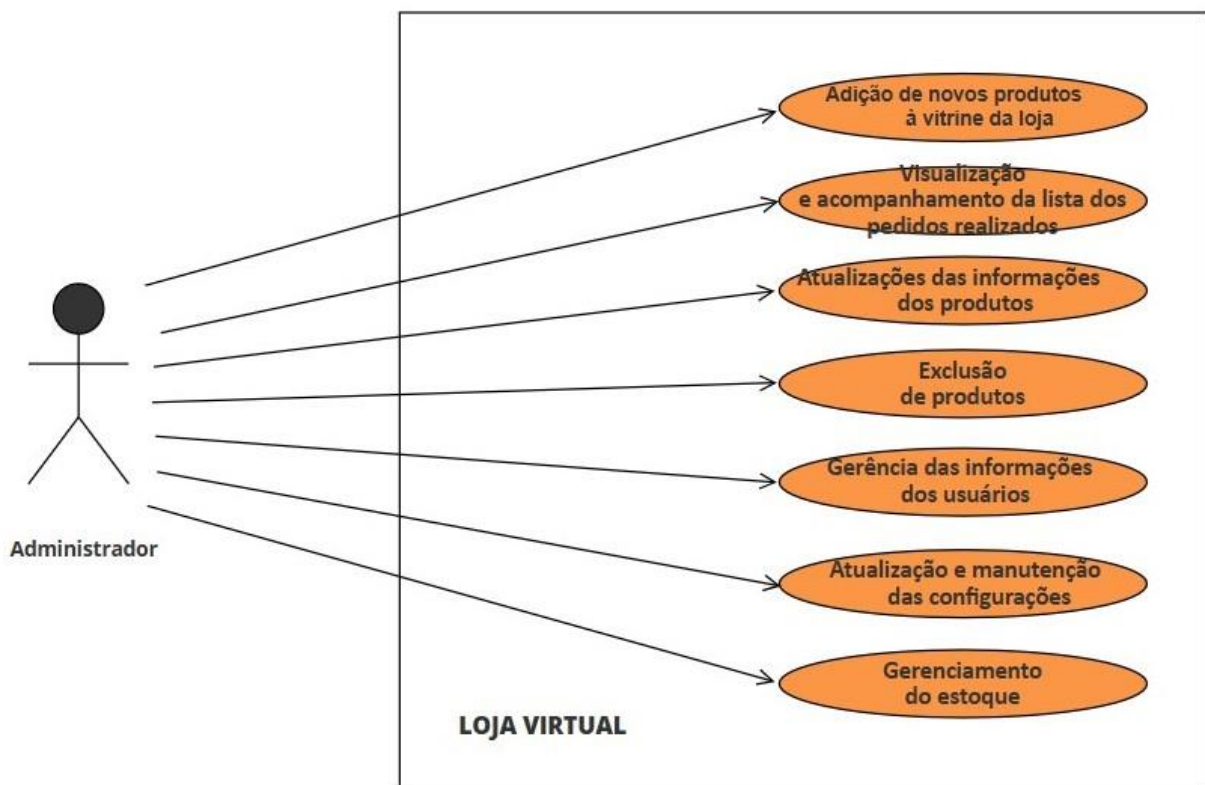 Adição de novos produtos
à vitrine da loja
Visualização
e acompanhamento da lista dos
pedidos realizados
Atualizações das informações
dos produtos
Exclusão
de produtos
Gerência das informações
dos usuários
Atualização e manutenção
das configurações
Gerenciamento
do estoque
Administrador
LOJA VIRTUAL